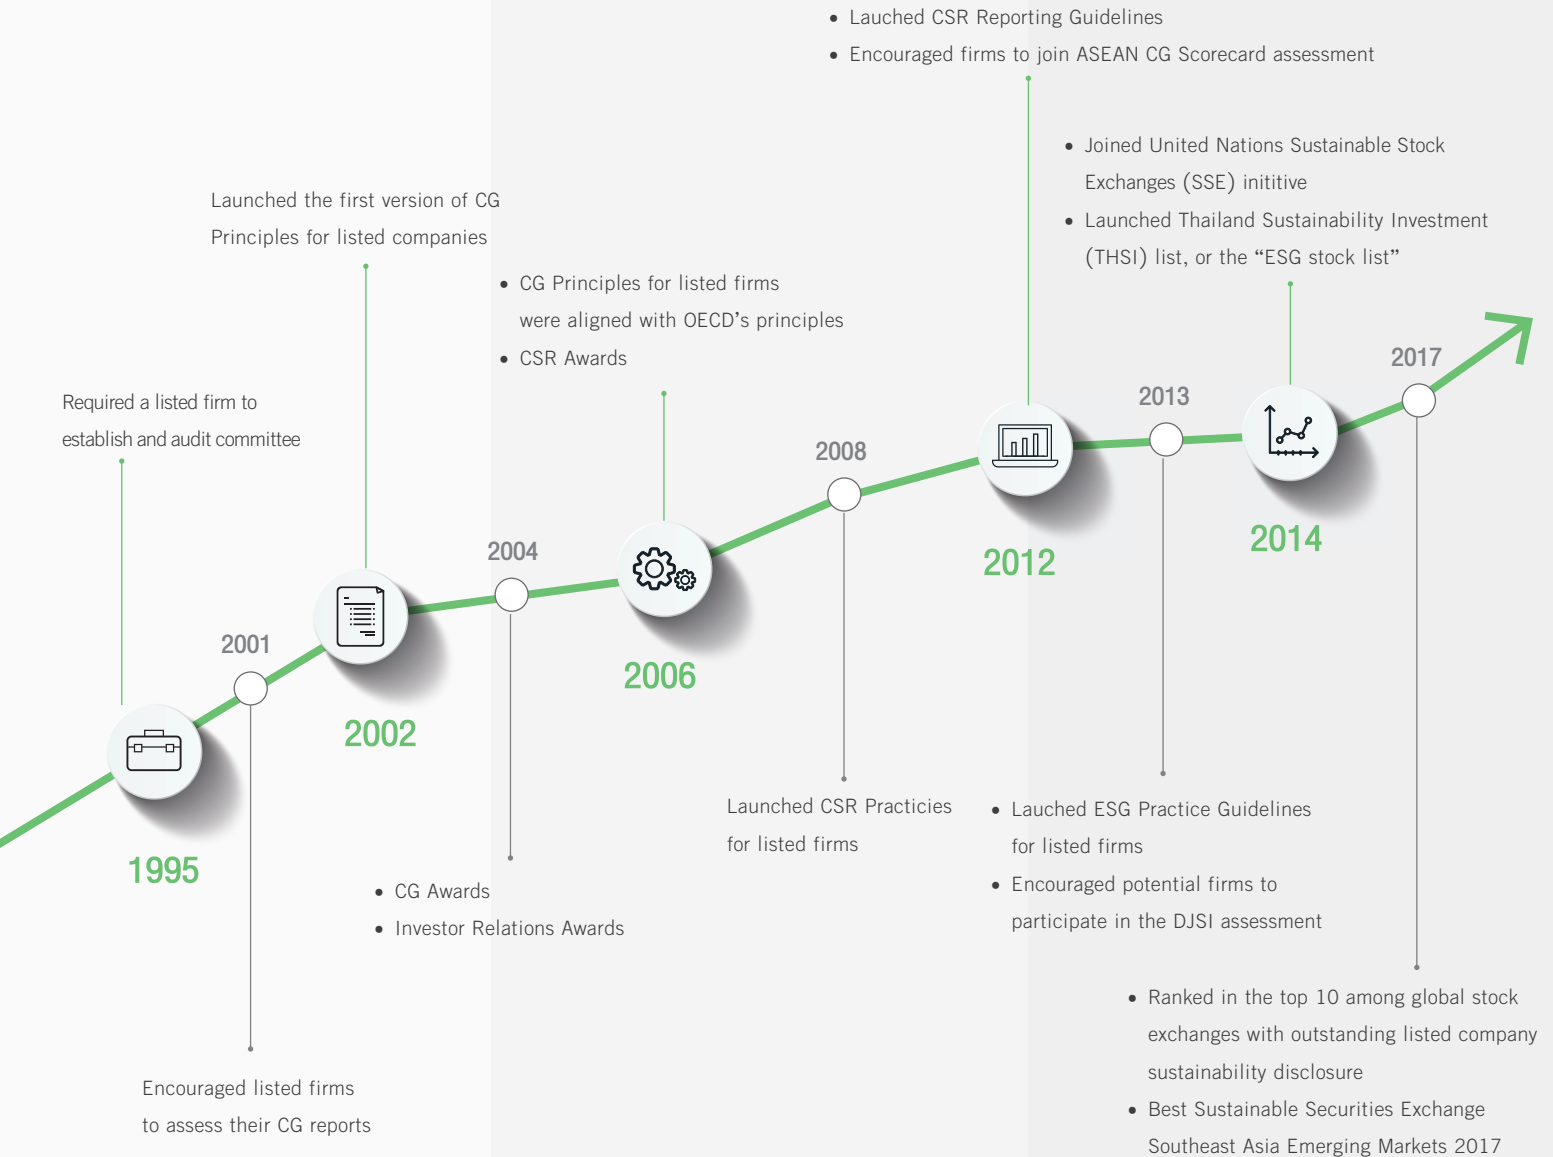 • Lauched CSR Reporting Guidelines
• Encouraged firms to join ASEAN CG Scorecard assessment
• Joined United Nations Sustainable Stock
Exchanges (SSE) inititive
• Launched Thailand Sustainability Investment
(THSI) list, or the “ESG stock list”
Launched the first version of CG
Principles for listed companies
• CG Principles for listed firms
were aligned with OECD’s principles
• CSR Awards
Required a listed firm to
establish and audit committee
2017
2013
2008
2014
2004
2012
2001
2006
2002
1995
Launched CSR Practicies
for listed firms
• Lauched ESG Practice Guidelines
for listed firms
• Encouraged potential firms to
participate in the DJSI assessment
• CG Awards
• Investor Relations Awards
• Ranked in the top 10 among global stock
exchanges with outstanding listed company
sustainability disclosure
• Best Sustainable Securities Exchange
Southeast Asia Emerging Markets 2017
Encouraged listed firms
to assess their CG reports